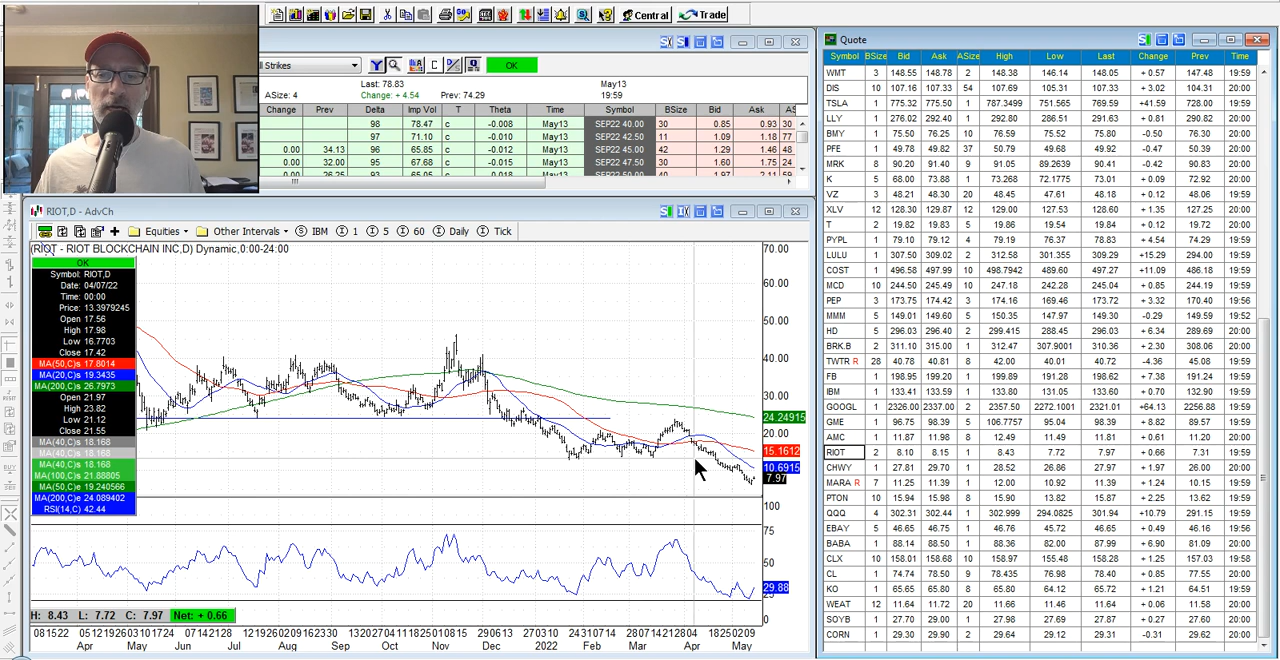 Central
Trade
l Strikes
C
OK
Last: 78.83
ASize: 4
Change: + 4.54
Prev: 74.29
May13
19:59
Change Prev Delta Imp Vol T Theta Time Symbol BSize Bid Ask AS
98 78.47 c -0.008 May13 SEP22 40.00 30 0.85 0.93 30
97 71.10 c -0.010 May13 SEP22 42.50 11 1.09 1.18 77
0.00 34.13 96 65.85 c -0.012 May13 SEP22 45.00 42 1.29 1.46 48
0.00 32.00 95 67.68 c -0.015 May13 SEP22 47.50 30 1.60 1.75 24
0.00 26.25 93 65.05 c -0.018 May13 SEP22 50.00 40 1.97 2.11
RIOT,D - AdvCh
Equities
Other Intervals
IBM
1
5
60
Daily
Tick
(RIOT - RIOT BLOCKCHAIN INC,D) Dynamic,0:00-24:00
OK
Symbol: RIOT,D
Date: 04/07/22
Time: 00:00
Price: 13.3979245
Open 17.56
High 17.98
Low 16.7703
Close 17.42
MA(50,C)s 17.8014
MA(20,C)s 19.3435
MA(200,C)s 26.7973
Open 21.97
High 23.82
Low 21.12
Close 21.55
MA(40,C)s 18.168
MA(40,C)s 18.168
MA(40,C)s 18.168
MA(100,C)s 21.88805
MA(50,C)e 19.240566
MA(200,C)e 24.089402
RSI(14,C) 42.44
70.00
60.00
50.00
40.00
30.00
24.24915
20.00
15.1612
10.6915
7.97
100
75
50
29.88
25
0
H: 8.43 L: 7.72 C: 7.97 Net: + 0.66
Apr May Jun Jul Aug Sep Oct Nov Dec 2022 Feb Mar Apr May
Quote
Symbol BSize Bid Ask ASize High Low Last Change Prev Time
WMT 3 148.55 148.78 2 148.38 146.14 148.05 + 0.57 147.48 19:59
DIS 10 107.16 107.33 54 107.69 105.31 107.33 + 3.02 104.31 20:00
TSLA 1 775.32 775.50 1 787.3499 751.565 769.59 +41.59 728.00 19:59
LLY 1 276.02 292.40 1 292.80 286.51 291.63 + 0.81 290.82 20:00
BMY 1 75.50 76.25 10 76.59 75.52 75.80 -0.50 76.30 20:00
PFE 1 49.78 49.82 37 50.79 49.68 49.92 -0.47 50.39 20:00
MRK 8 90.20 91.40 9 91.05 89.2639 90.41 -0.42 90.83 20:00
K 5 68.00 73.88 1 73.268 72.1775 73.01 + 0.09 72.92 20:00
VZ 3 48.21 48.30 20 48.45 47.61 48.18 + 0.12 48.06 19:59
XLV 12 128.30 129.87 12 129.00 127.53 128.60 + 1.35 127.25 20:00
T 2 19.82 19.83 5 19.86 19.54 19.84 + 0.12 19.72 20:00
PYPL 1 79.10 79.12 4 79.19 76.37 78.83 + 4.54 74.29 19:59
LULU 1 307.50 309.02 2 312.58 301.355 309.29 +15.29 294.00 19:59
COST 1 496.58 497.99 10 498.7942 489.60 497.27 +11.09 486.18 19:59
MCD 10 244.50 245.49 10 247.18 242.28 245.04 + 0.85 244.19 20:00
PEP 3 173.75 174.42 3 174.16 169.46 173.72 + 3.32 170.40 19:56
MMM 5 149.01 149.60 5 150.35 147.97 149.30 -0.29 149.59 19:52
HD 5 296.03 296.40 2 299.415 288.45 296.03 + 6.34 289.69 20:00
BRK.B 2 311.10 315.00 1 312.47 307.9001 310.36 + 2.30 308.06 20:00
TWTR R 28 40.78 40.81 8 42.00 40.01 40.72 -4.36 45.08 19:59
FB 1 198.95 199.20 1 199.89 191.25 198.62 + 7.38 191.24 19:59
IBM 1 133.41 133.59 1 133.80 131.05 133.60 + 0.70 132.90 19:59
GOOGL 1 2326.00 2337.00 2 2357.50 2272.1001 2321.01 +64.13 2256.88 19:59
GME 1 96.75 98.39 5 106.7757 95.04 98.39 + 8.82 89.57 19:59
AMC 1 11.87 11.98 8 12.49 11.49 11.81 + 0.61 11.20 20:00
RIOT 2 8.10 8.15 1 8.43 7.72 7.97 + 0.66 7.31 19:59
CHWY 1 27.81 29.70 1 28.52 26.86 27.97 + 1.97 26.00 19:59
MARA R 7 11.25 11.39 1 12.00 10.92 11.39 + 1.24 10.15 19:59
PTON 10 15.94 15.98 8 15.90 13.82 15.87 + 2.25 13.62 19:59
QQQ 4 302.31 302.44 1 302.999 294.0825 301.94 +10.79 291.15 19:59
EBAY 5 46.65 46.75 1 46.76 45.72 46.65 + 0.49 46.16 19:56
BABA 1 88.14 88.50 1 88.36 82.00 87.99 + 6.90 81.09 20:00
CLX 10 158.01 158.68 10 158.97 155.48 158.28 + 1.25 157.03 19:58
CL 1 74.74 78.50 9 78.435 76.98 78.40 + 0.85 77.55 20:00
KO 1 65.65 65.80 8 65.80 64.12 65.72 + 1.21 64.51 19:59
WEAT 12 11.64 11.72 20 11.66 11.46 11.64 + 0.06 11.58 20:00
SOYB 1 27.70 29.00 1 27.98 27.69 27.87 + 0.27 27.60 20:00
CORN 1 29.30 29.90 2 29.64 29.12 29.31 -0.31 29.62 20:00